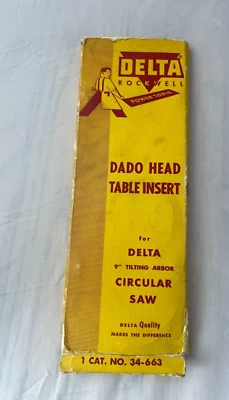 DELTA
ROCKWELL
POWER TOOLS
DADO HEAD
TABLE INSERT
for
DELTA
9" TILTING ARBOR
CIRCULAR
SAW
DELTA Quality
MAKES THE DIFFERENCE
1 CAT. NO. 34-663